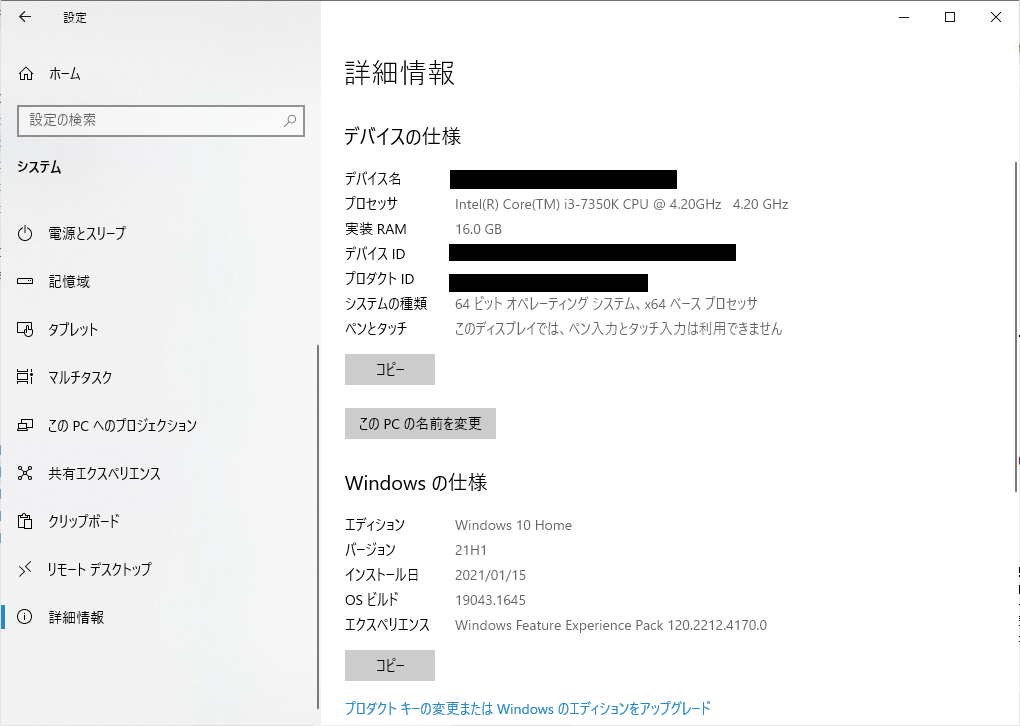 設定
ホーム
設定の検索
システム
電源とスリープ
記憶域
タブレット
マルチタスク
この PC へのプロジェクション
共有エクスペリエンス
クリップボード
リモート デスクトップ
詳細情報
詳細情報
デバイスの仕様
デバイス名
プロセッサ Intel(R) Core(TM) i3-7350K CPU @ 4.20GHz 4.20 GHz
実装 RAM 16.0 GB
デバイス ID
プロダクト ID
システムの種類 64 ビット オペレーティング システム、x64 ベース プロセッサ
ペンとタッチ このディスプレイでは、ペン入力とタッチ入力は利用できません
コピー
この PC の名前を変更
Windows の仕様
エディション Windows 10 Home
バージョン 21H1
インストール日 2021/01/15
OS ビルド 19043.1645
エクスペリエンス Windows Feature Experience Pack 120.2212.4170.0
コピー
プロダクト キーの変更または Windows のエディションをアップグレード